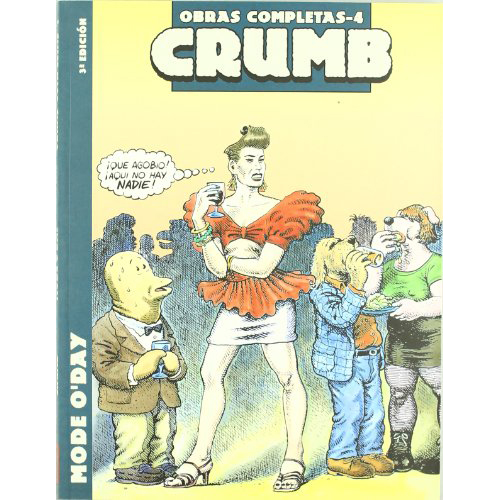 OBRAS COMPLETAS-4
CRUMB
3ª EDICIÓN
¡QUE AGOBIO!
¡AQUI NO HAY
NADIE!
MODE O'DAY